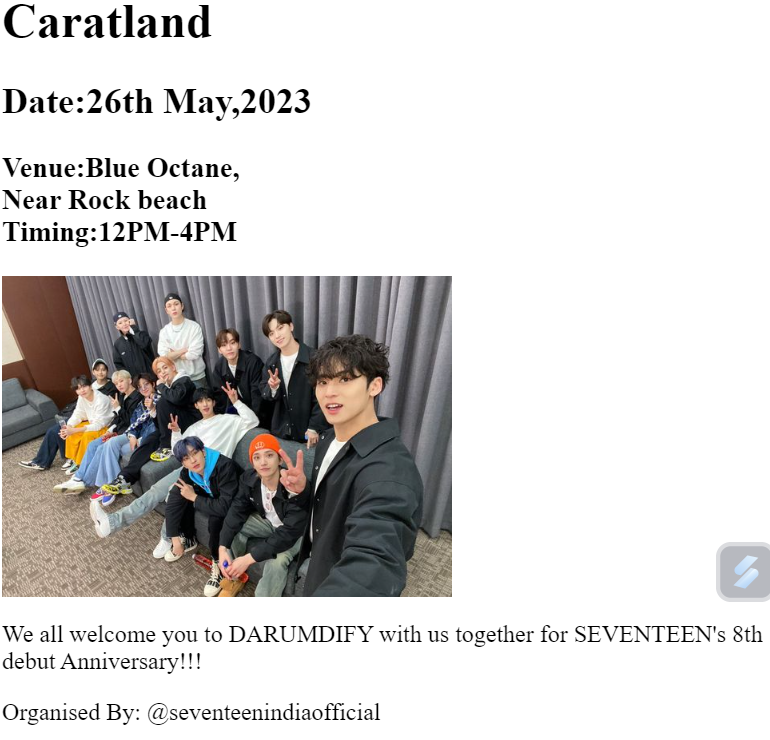 Caratland
Date:26th May,2023
Venue:Blue Octane,
Near Rock beach
Timing:12PM-4PM
We all welcome you to DARUMDIFY with us together for SEVENTEEN's 8th
debut Anniversary!!!
Organised By: @seventeenindiaofficial